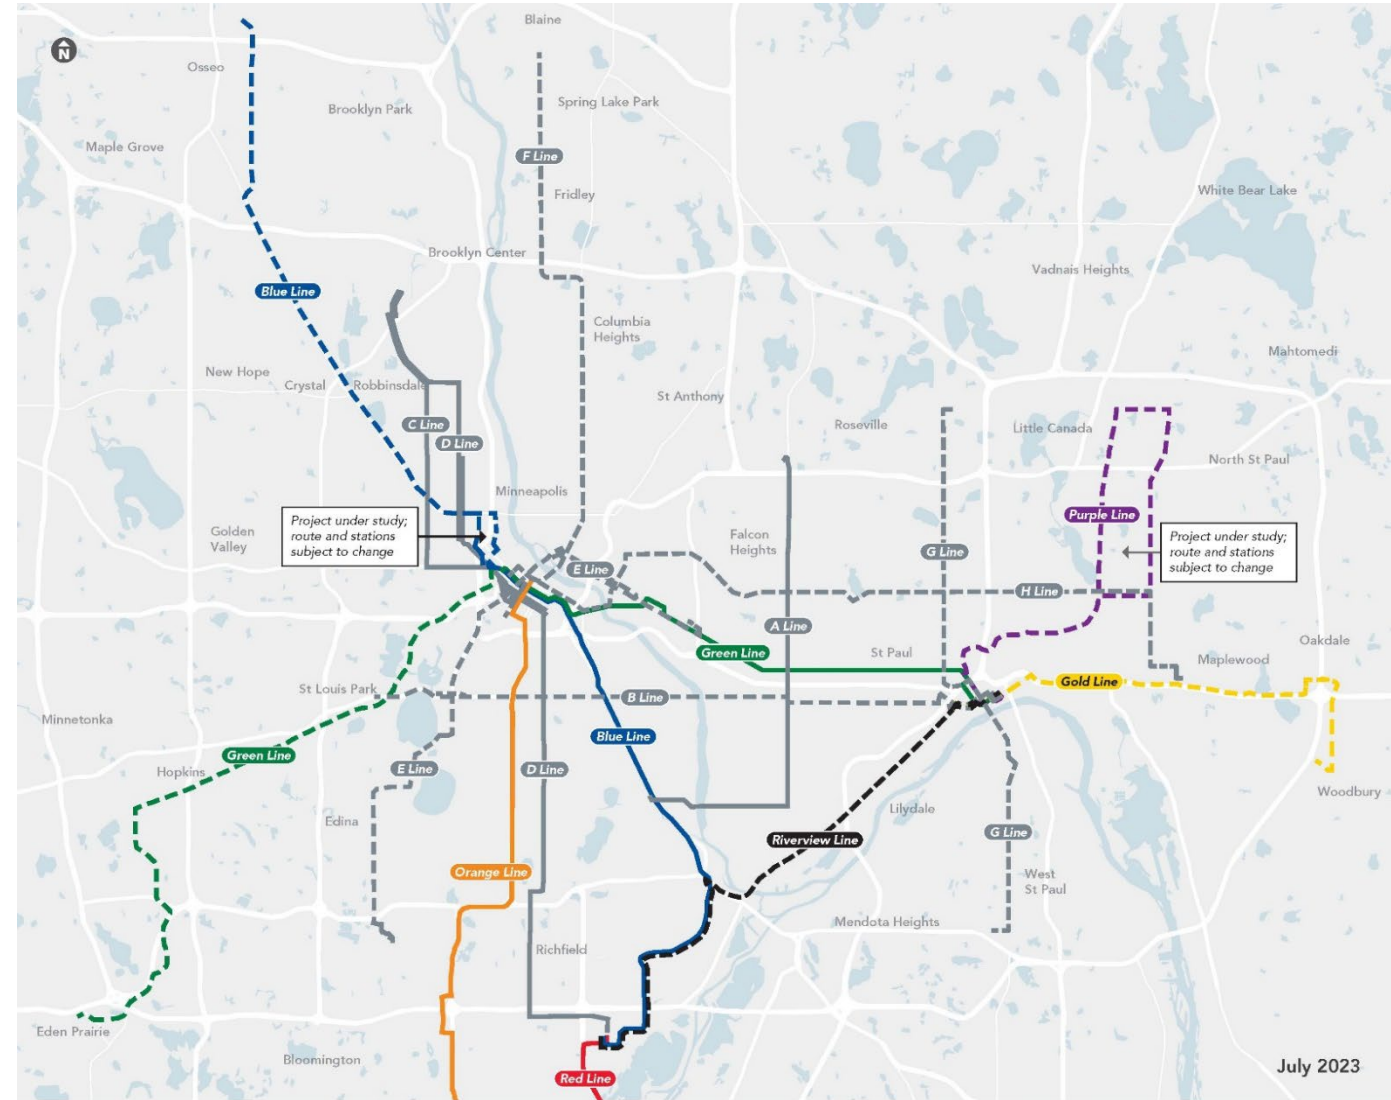 Blaine
N
Osseo
Spring Lake Park
Brooklyn Park
Maple Grove
F Line
White Bear Lake
Fridley
Brooklyn Center
Vadnais Heights
Blue Line
Columbia
Heights
Mahtomedi
New Hope
Crystal
Robbinsdale
St Anthony
C Line
Roseville
Little Canada
D Line
North St Paul
Minneapolis
Purple Line
Project under study;
route and stations
subject to change
Golden
Valley
Falcon
Heights
G Line
Project under study;
route and stations
subject to change
E Line
H Line
A Line
Oakdale
Green Line
St Paul
Maplewood
St Louis Park
Gold Line
B Line
Minnetonka
Blue Line
Green Line
Hopkins
E Line
D Line
Woodbury
Lilydale
Edina
Riverview Line
G Line
Orange Line
West
St Paul
Mendota Heights
Richfield
Eden Prairie
Bloomington
Red Line
July 2023